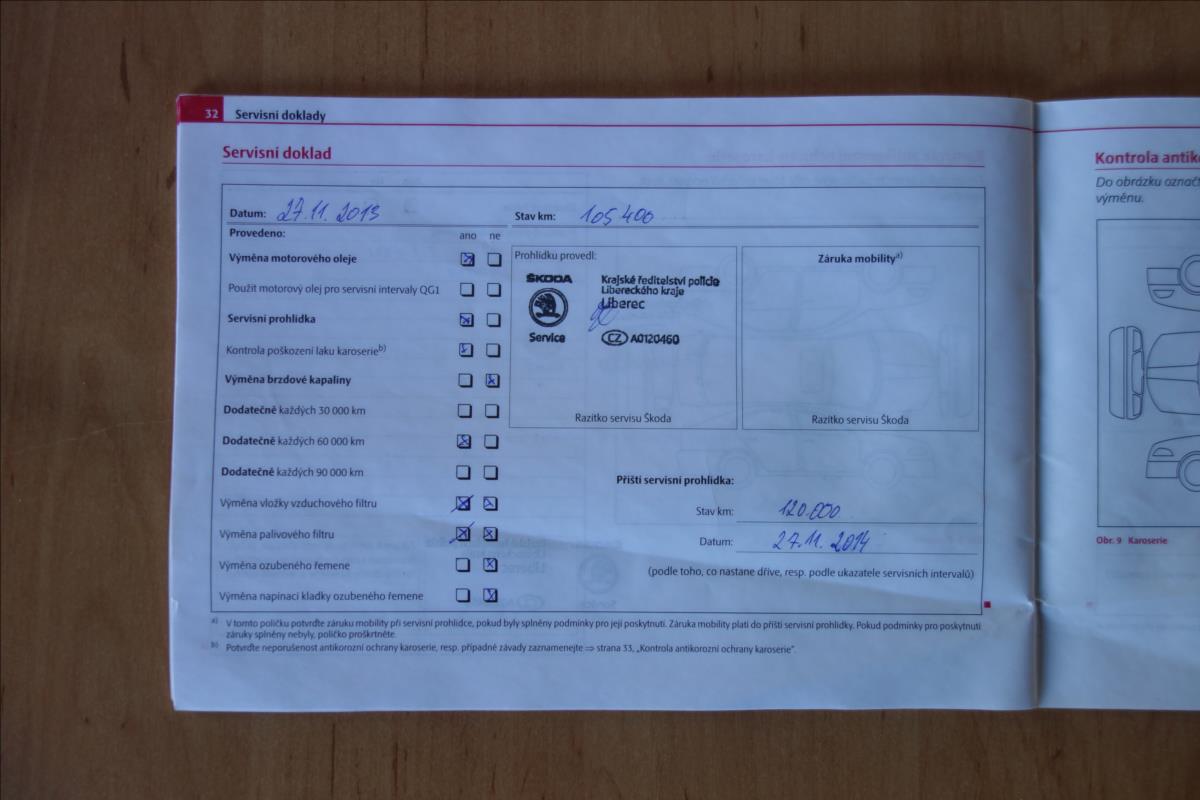 32 Servisní doklady
Servisní doklad
Datum: 27.11.2013 Stav km: 105 400
Provedeno: ano ne
Výměna motorového oleje
Použit motorový olej pro servisní intervaly QG1
Servisní prohlídka
Kontrola poškození laku karoserie b)
Výměna brzdové kapaliny
Dodatečně každých 30 000 km
Dodatečně každých 60 000 km
Dodatečně každých 90 000 km
Výměna vložky vzduchového filtru
Výměna palivového filtru
Výměna ozubeného řemene
Výměna napínací kladky ozubeného řemene
Prohlídku provedl:
ŠKODA
Service
Krajské ředitelství policie
Libereckého kraje
Liberec
CZ A0120460
Razítko servisu Škoda
Záruka mobility a)
Razítko servisu Škoda
Příští servisní prohlídka:
Stav km: 120.000
Datum: 27.11.2014
(podle toho, co nastane dříve, resp. podle ukazatele servisních intervalů)
a) V tomto políčku potvrďte záruku mobility při servisní prohlídce, pokud byly splněny podmínky pro její poskytnutí. Záruka mobility platí do příští servisní prohlídky. Pokud podmínky pro poskytnutí
záruky splněny nebyly, políčko proškrtněte.
b) Potvrďte neporušenost antikorozní ochrany karoserie, resp. případné závady zaznamenejte ⇒ strana 33, „Kontrola antikorozní ochrany karoserie“.
Kontrola antik
Do obrázku označt
výměnu.
Obr. 9 Karoserie